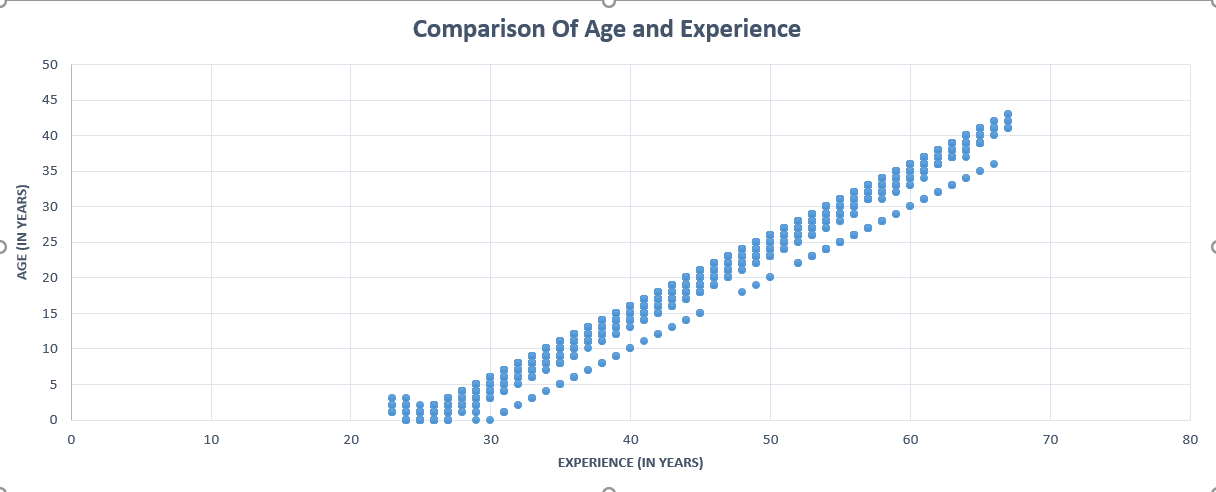 Comparison Of Age and Experience
50
45
40
35
30
25
20
15
10
5
0
AGE (IN YEARS)
0 10 20 30 40 50 60 70 80
EXPERIENCE (IN YEARS)